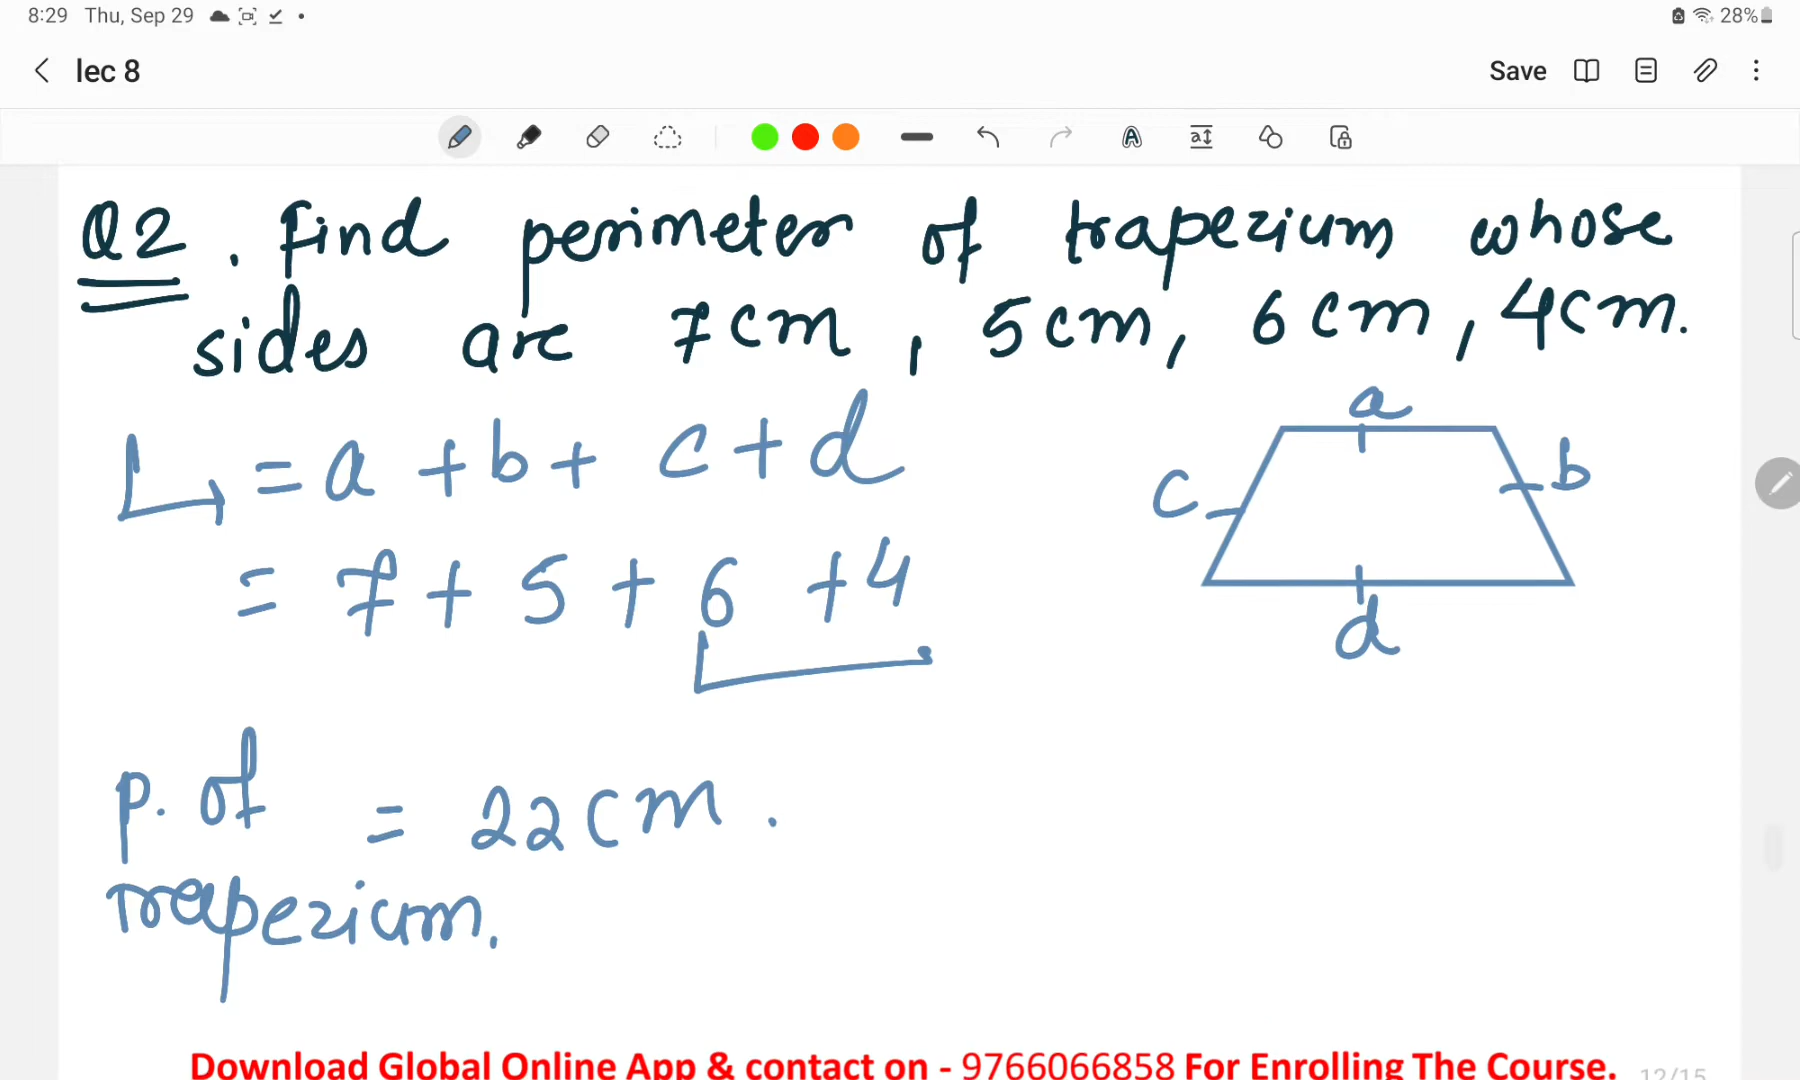 8:29 Thu, Sep 29 28%
lec 8 Save
Q2. Find perimeter of trapezium whose
sides are 7cm, 5cm, 6cm, 4cm.
= a + b + c + d
= 7 + 5 + 6 + 4
a
b
c
d
p. of = 22cm.
trapezium.
Download Global Online App & contact on - 9766066858 For Enrolling The Course.
12/15